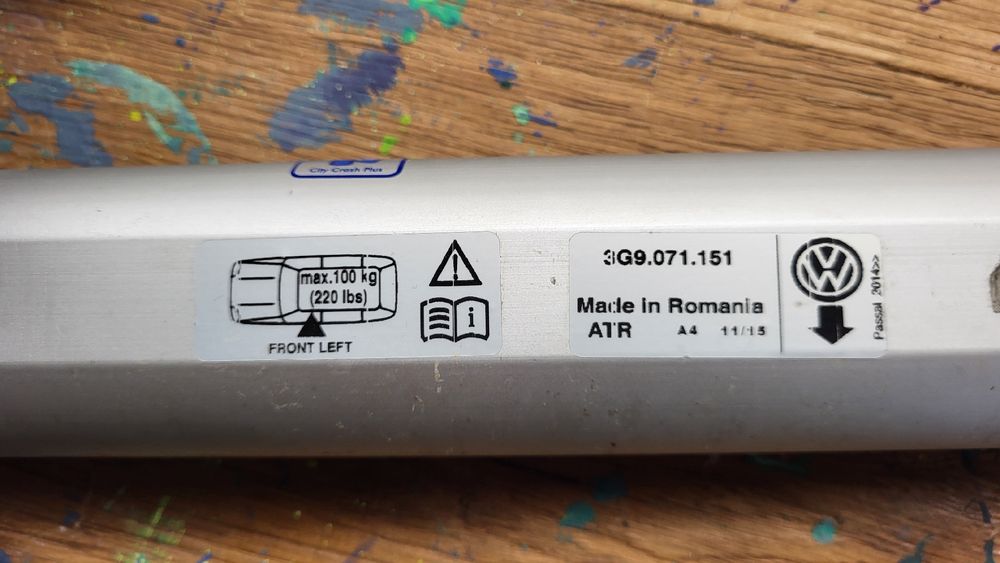 City Crash Plus
max.100 kg
(220 lbs)
FRONT LEFT
i
3G9.071.151
Made in Romania
ATR A4 11/15
Passat 2014>>